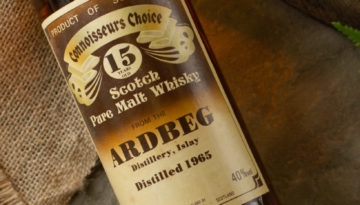 PRODUCT OF
Connoisseurs Choice
15
YEARS
OLD
Scotch
Pure Malt Whisky
FROM THE
ARDBEG
Distillery, Islay
Distilled 1965
40%
SCOTLAND